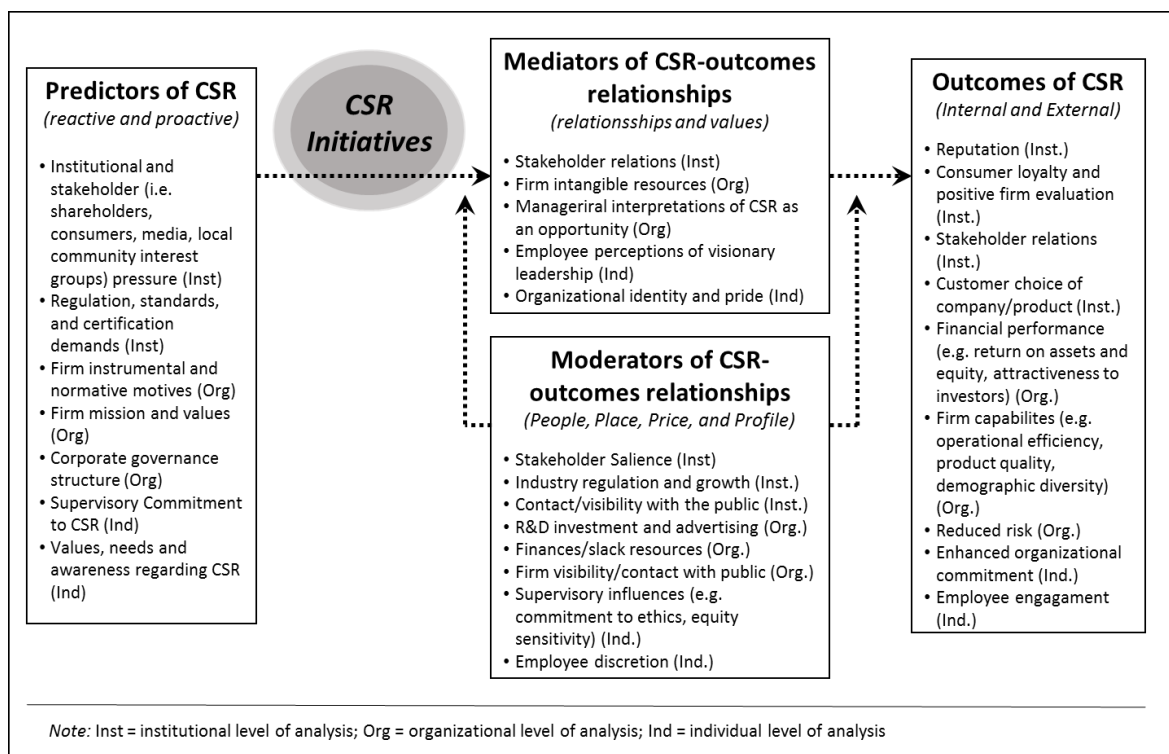 Predictors of CSR
(reactive and proactive)
• Institutional and
stakeholder (i.e.
shareholders,
consumers, media, local
community interest
groups) pressure (Inst)
• Regulation, standards,
and certification
demands (Inst)
• Firm instrumental and
normative motives (Org)
• Firm mission and values
(Org)
• Corporate governance
structure (Org)
• Supervisory Commitment
to CSR (Ind)
• Values, needs and
awareness regarding CSR
(Ind)
CSR
Initiatives
Mediators of CSR-outcomes
relationships
(relationsships and values)
• Stakeholder relations (Inst)
• Firm intangible resources (Org)
• Manageriral interpretations of CSR as
an opportunity (Org)
• Employee perceptions of visionary
leadership (Ind)
• Organizational identity and pride (Ind)
Moderators of CSR-
outcomes relationships
(People, Place, Price, and Profile)
• Stakeholder Salience (Inst)
• Industry regulation and growth (Inst.)
• Contact/visibility with the public (Inst.)
• R&D investment and advertising (Org.)
• Finances/slack resources (Org.)
• Firm visibility/contact with public (Org.)
• Supervisory influences (e.g.
commitment to ethics, equity
sensitivity) (Ind.)
• Employee discretion (Ind.)
Outcomes of CSR
(Internal and External)
• Reputation (Inst.)
• Consumer loyalty and
positive firm evaluation
(Inst.)
• Stakeholder relations
(Inst.)
• Customer choice of
company/product (Inst.)
• Financial performance
(e.g. return on assets and
equity, attractiveness to
investors) (Org.)
• Firm capabilites (e.g.
operational efficiency,
product quality,
demographic diversity)
(Org.)
• Reduced risk (Org.)
• Enhanced organizational
commitment (Ind.)
• Employee engagament
(Ind.)
Note: Inst = institutional level of analysis; Org = organizational level of analysis; Ind = individual level of analysis